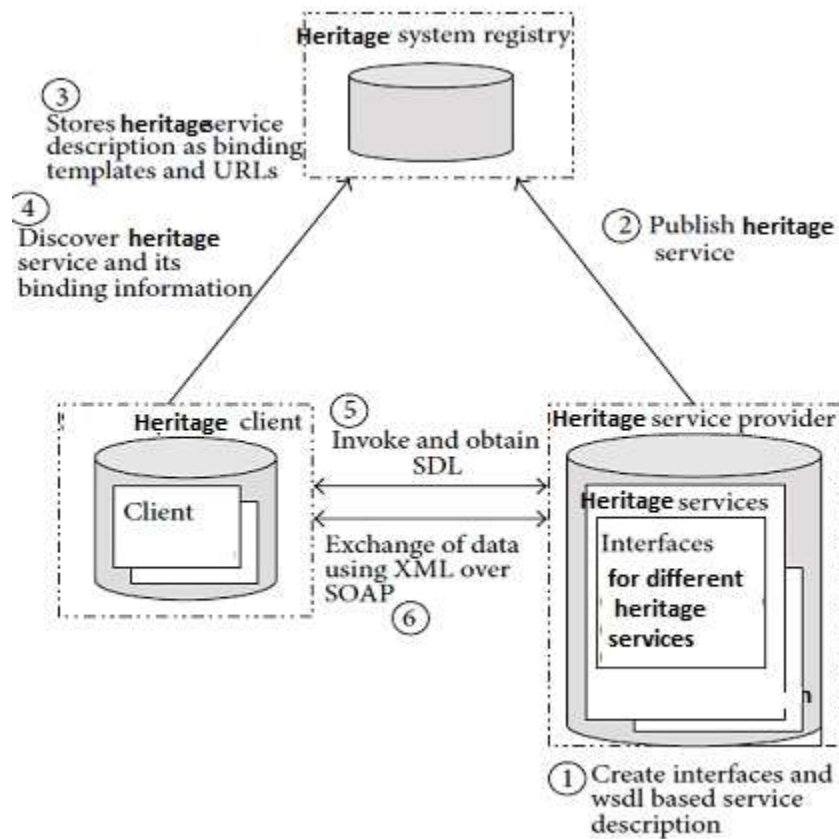 Heritage system registry
3
Stores heritageservice
description as binding
templates and URLs
4
Discover heritage
service and its
binding information
2 Publish heritage
service
Heritage client
Client
5
Invoke and obtain
SDL
Exchange of data
using XML over
SOAP
6
Heritage service provider
Heritage services
Interfaces
for different
heritage
services
1 Create interfaces and
wsdl based service
description